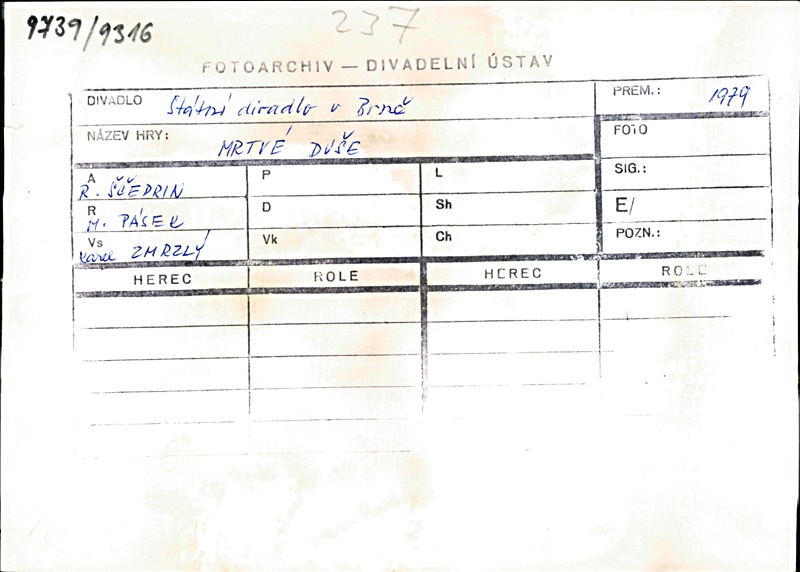 9739/9316
237
FOTOARCHIV — DIVADELNÍ ÚSTAV
DIVADLO Státní divadlo v Brně
PREM.: 1979
NÁZEV HRY: MRTVÉ DUŠE
FOTO
A R. ŠČEDRIN
P
L
SIG.:
R M. PÁSEK
D
Sh
E/
Vs Karel ZMRZLÝ
Vk
Ch
POZN.:
HEREC ROLE HEREC ROLE